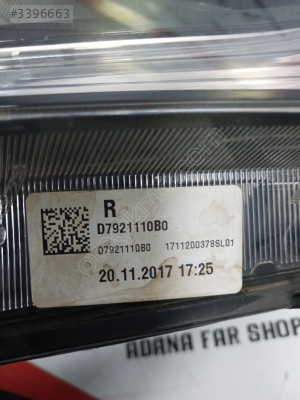 #3396663
R
D7921110B0
D7921110B0 1711200378SL01
20.11.2017 17:25
ADANA FAR SHOP